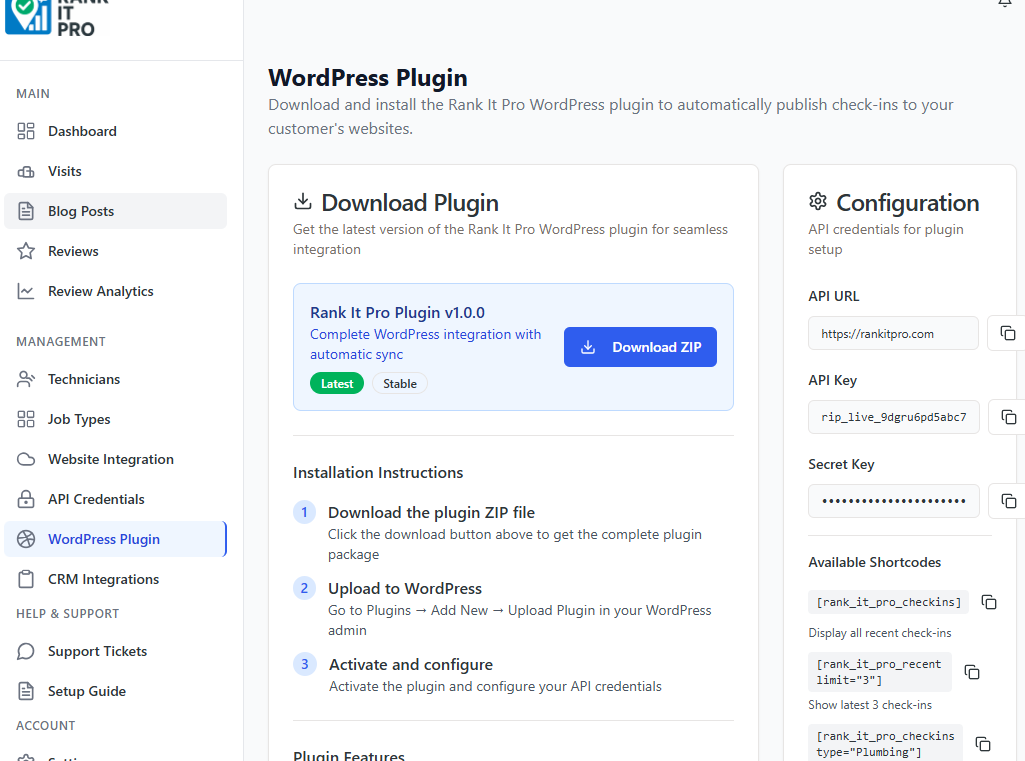 RANK
IT
PRO
MAIN
Dashboard
Visits
Blog Posts
Reviews
Review Analytics
MANAGEMENT
Technicians
Job Types
Website Integration
API Credentials
WordPress Plugin
CRM Integrations
HELP & SUPPORT
Support Tickets
Setup Guide
ACCOUNT
WordPress Plugin
Download and install the Rank It Pro WordPress plugin to automatically publish check-ins to your
customer's websites.
Download Plugin
Get the latest version of the Rank It Pro WordPress plugin for seamless
integration
Rank It Pro Plugin v1.0.0
Complete WordPress integration with
automatic sync
Latest
Stable
Download ZIP
Installation Instructions
1 Download the plugin ZIP file
Click the download button above to get the complete plugin
package
2 Upload to WordPress
Go to Plugins → Add New → Upload Plugin in your WordPress
admin
3 Activate and configure
Activate the plugin and configure your API credentials
Plugin Features
Configuration
API credentials for plugin
setup
API URL
https://rankitpro.com
API Key
rip_live_9dgru6pd5abc7
Secret Key
••••••••••••••••••••••
Available Shortcodes
[rank_it_pro_checkins]
Display all recent check-ins
[rank_it_pro_recent
limit="3"]
Show latest 3 check-ins
[rank_it_pro_checkins
type="Plumbing"]